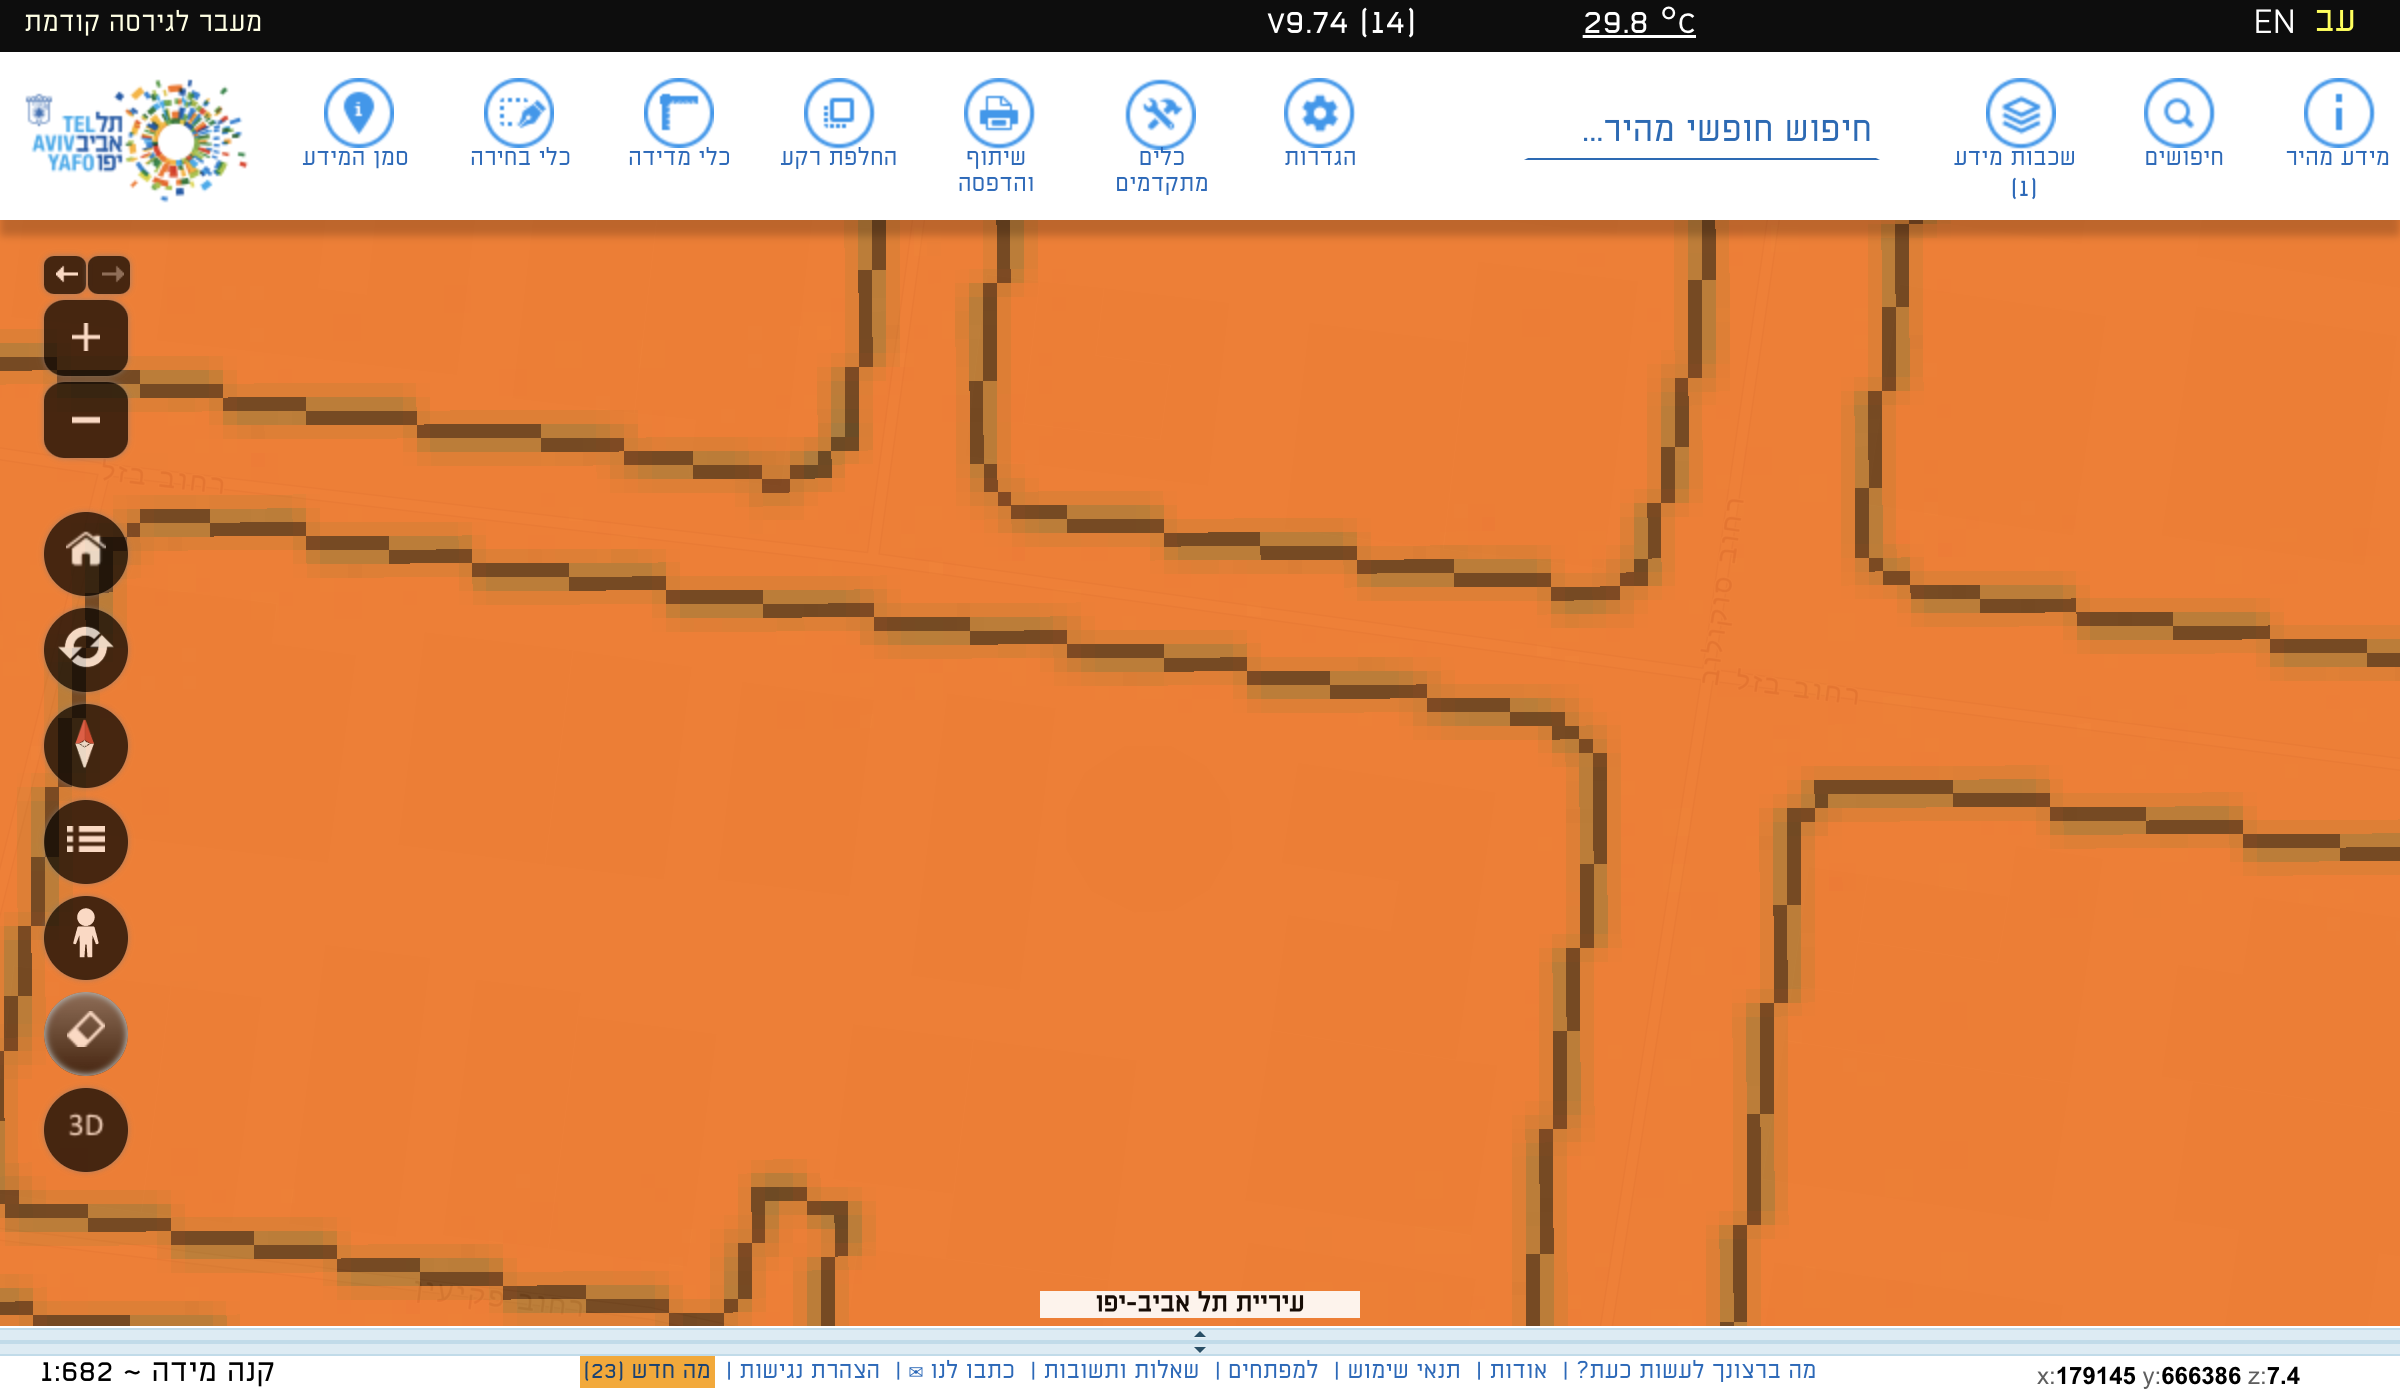 עב EN
29.8 °C
V9.74 (14)
מעבר לגירסה קודמת
מידע מהיר
חיפושים
שכבות מידע
(1)
חיפוש חופשי מהיר...
הגדרות
כלים
מתקדמים
שיתוף
והדפסה
החלפת רקע
כלי מדידה
כלי בחירה
סמן המידע
תל TEL
אביב AVIV
יפו YAFO
רחוב בזל
רחוב סוקולוב
רחוב בזל
3D
רחוב פקיעין
עיריית תל אביב-יפו
מה ברצונך לעשות כעת? | אודות | תנאי שימוש | למפתחים | שאלות ותשובות | כתבו לנו ✉ | הצהרת נגישות | מה חדש (23)
קנה מידה ~ 1:682
x:179145 y:666386 z:7.4